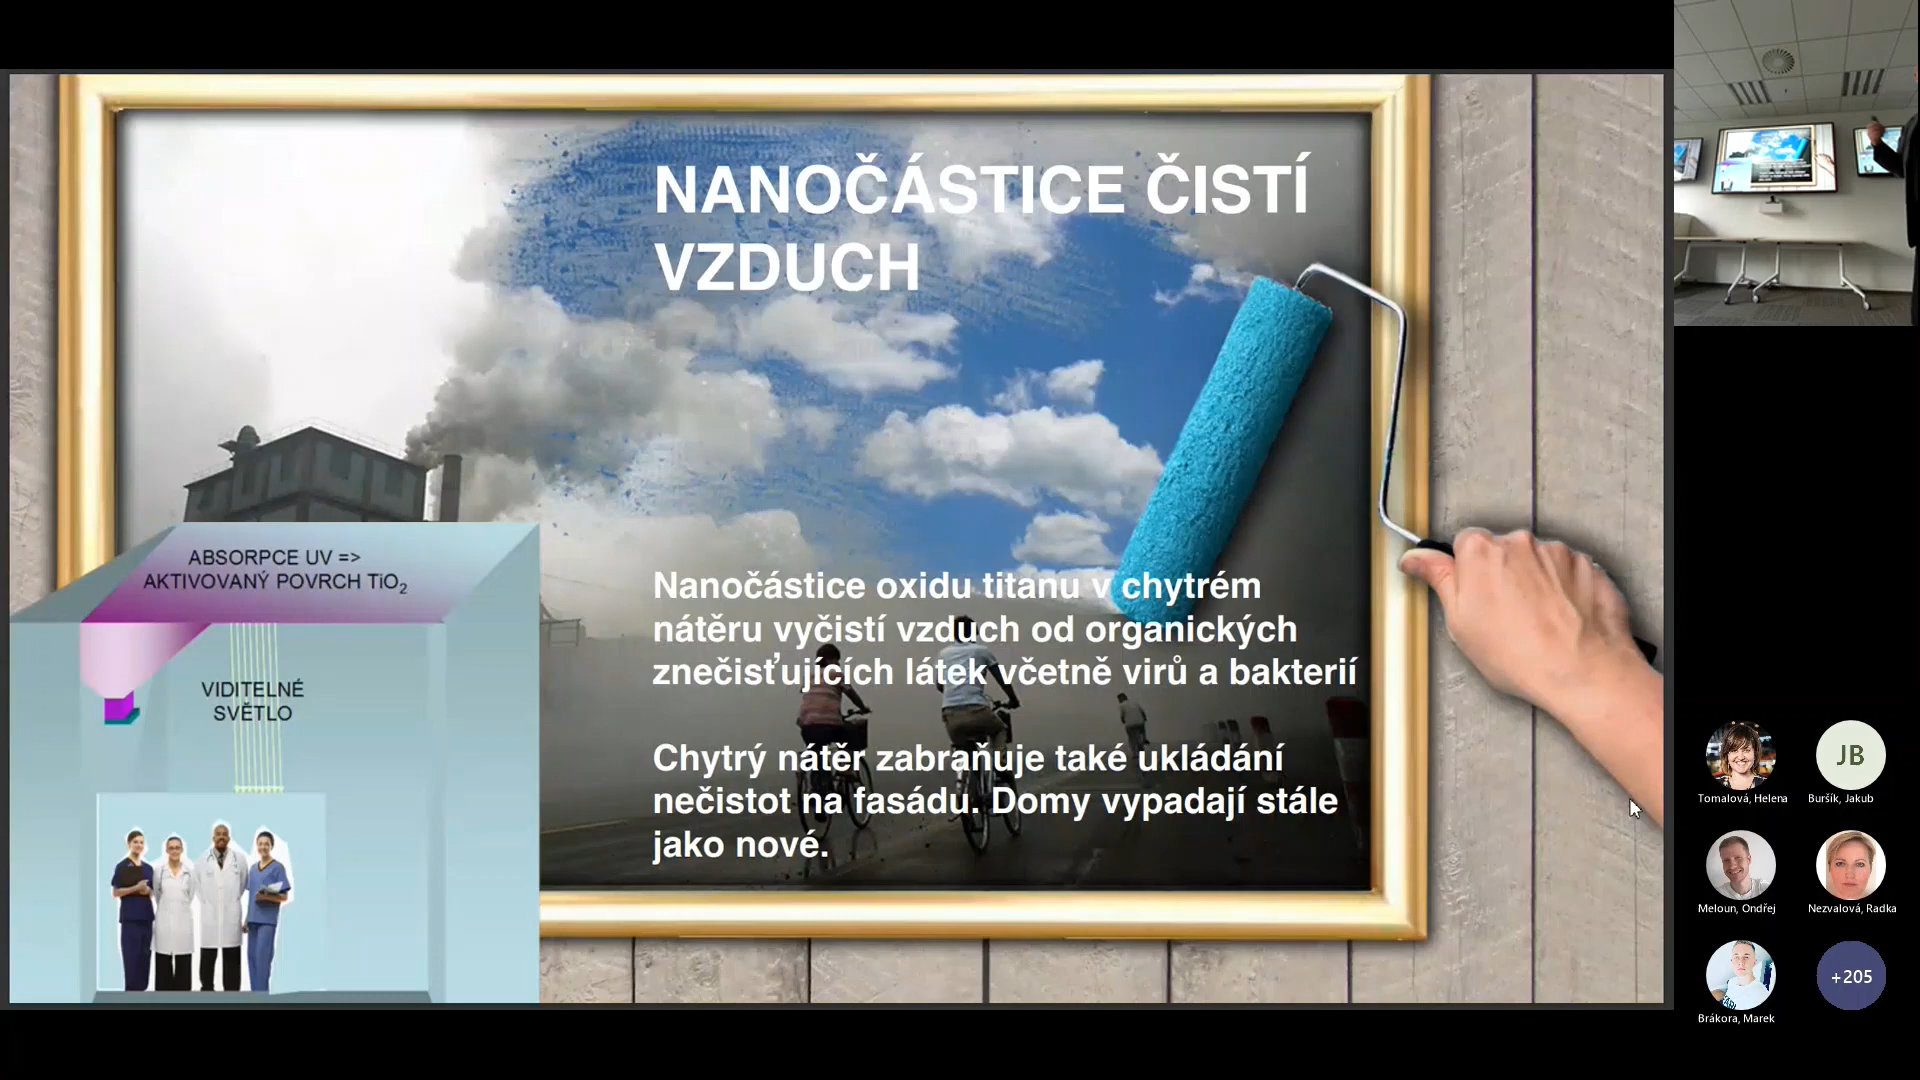 NANOČÁSTICE ČISTÍ
VZDUCH
ABSORPCE UV =>
AKTIVOVANÝ POVRCH TiO₂
VIDITELNÉ
SVĚTLO
Nanočástice oxidu titanu v chytrém
nátěru vyčistí vzduch od organických
znečisťujících látek včetně virů a bakterií
Chytrý nátěr zabraňuje také ukládání
nečistot na fasádu. Domy vypadají stále
jako nové.
Tomalová, Helena
JB
Buršík, Jakub
Meloun, Ondřej
Nezvalová, Radka
Brákora, Marek
+205